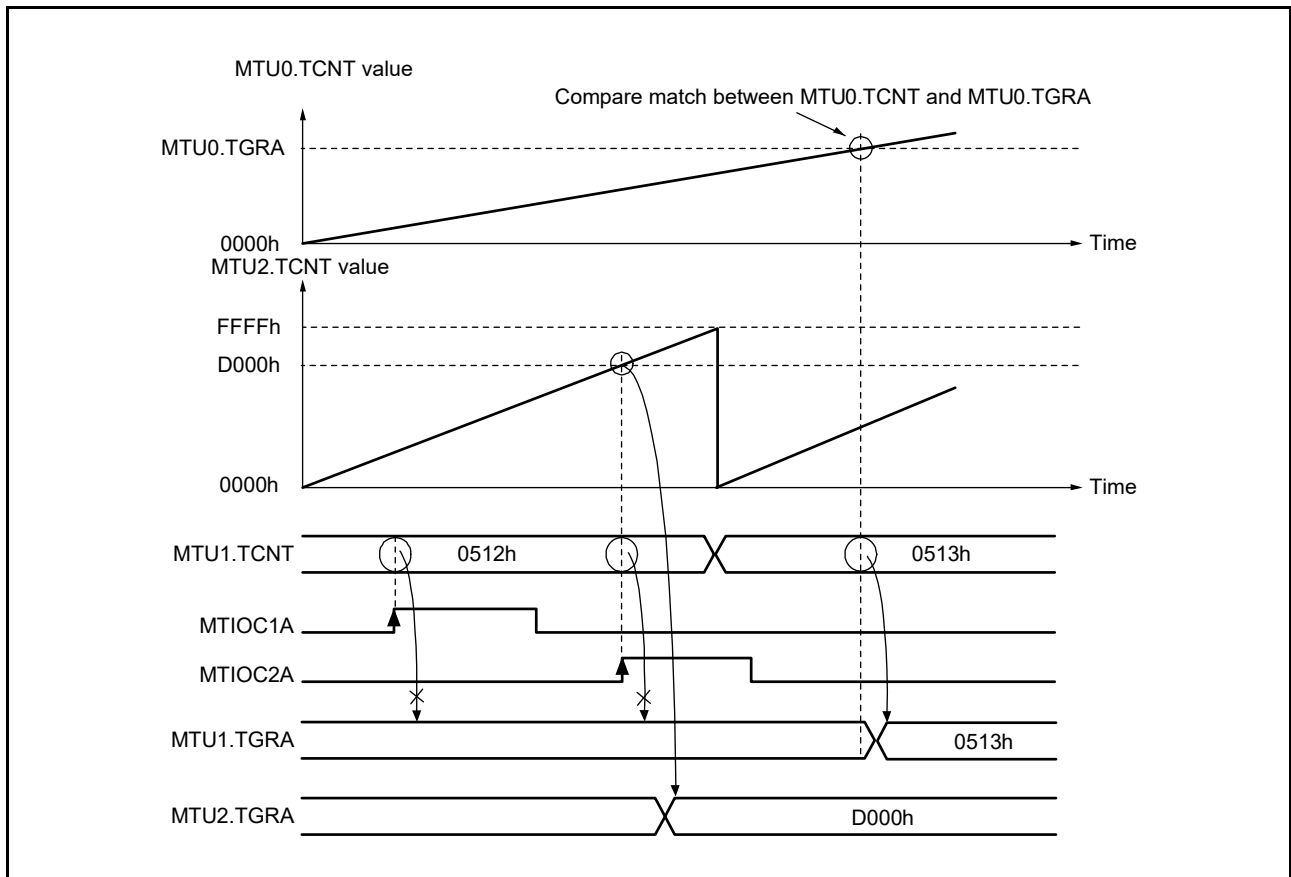 MTU0.TCNT value
Compare match between MTU0.TCNT and MTU0.TGRA
MTU0.TGRA
0000h
Time
MTU2.TCNT value
FFFFh
D000h
0000h
Time
MTU1.TCNT
0512h
0513h
MTIOC1A
MTIOC2A
MTU1.TGRA
0513h
MTU2.TGRA
D000h